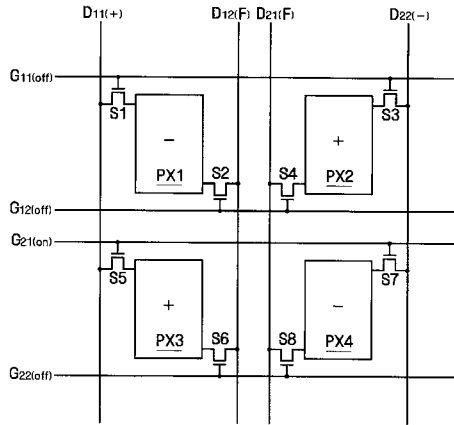 D11(+) D12(F) D21(F) D22(-)
G11(off)
S1 S3
- +
S2 S4
PX1 PX2
G12(off)
G21(on)
S5 S7
+ -
S6 S8
PX3 PX4
G22(off)